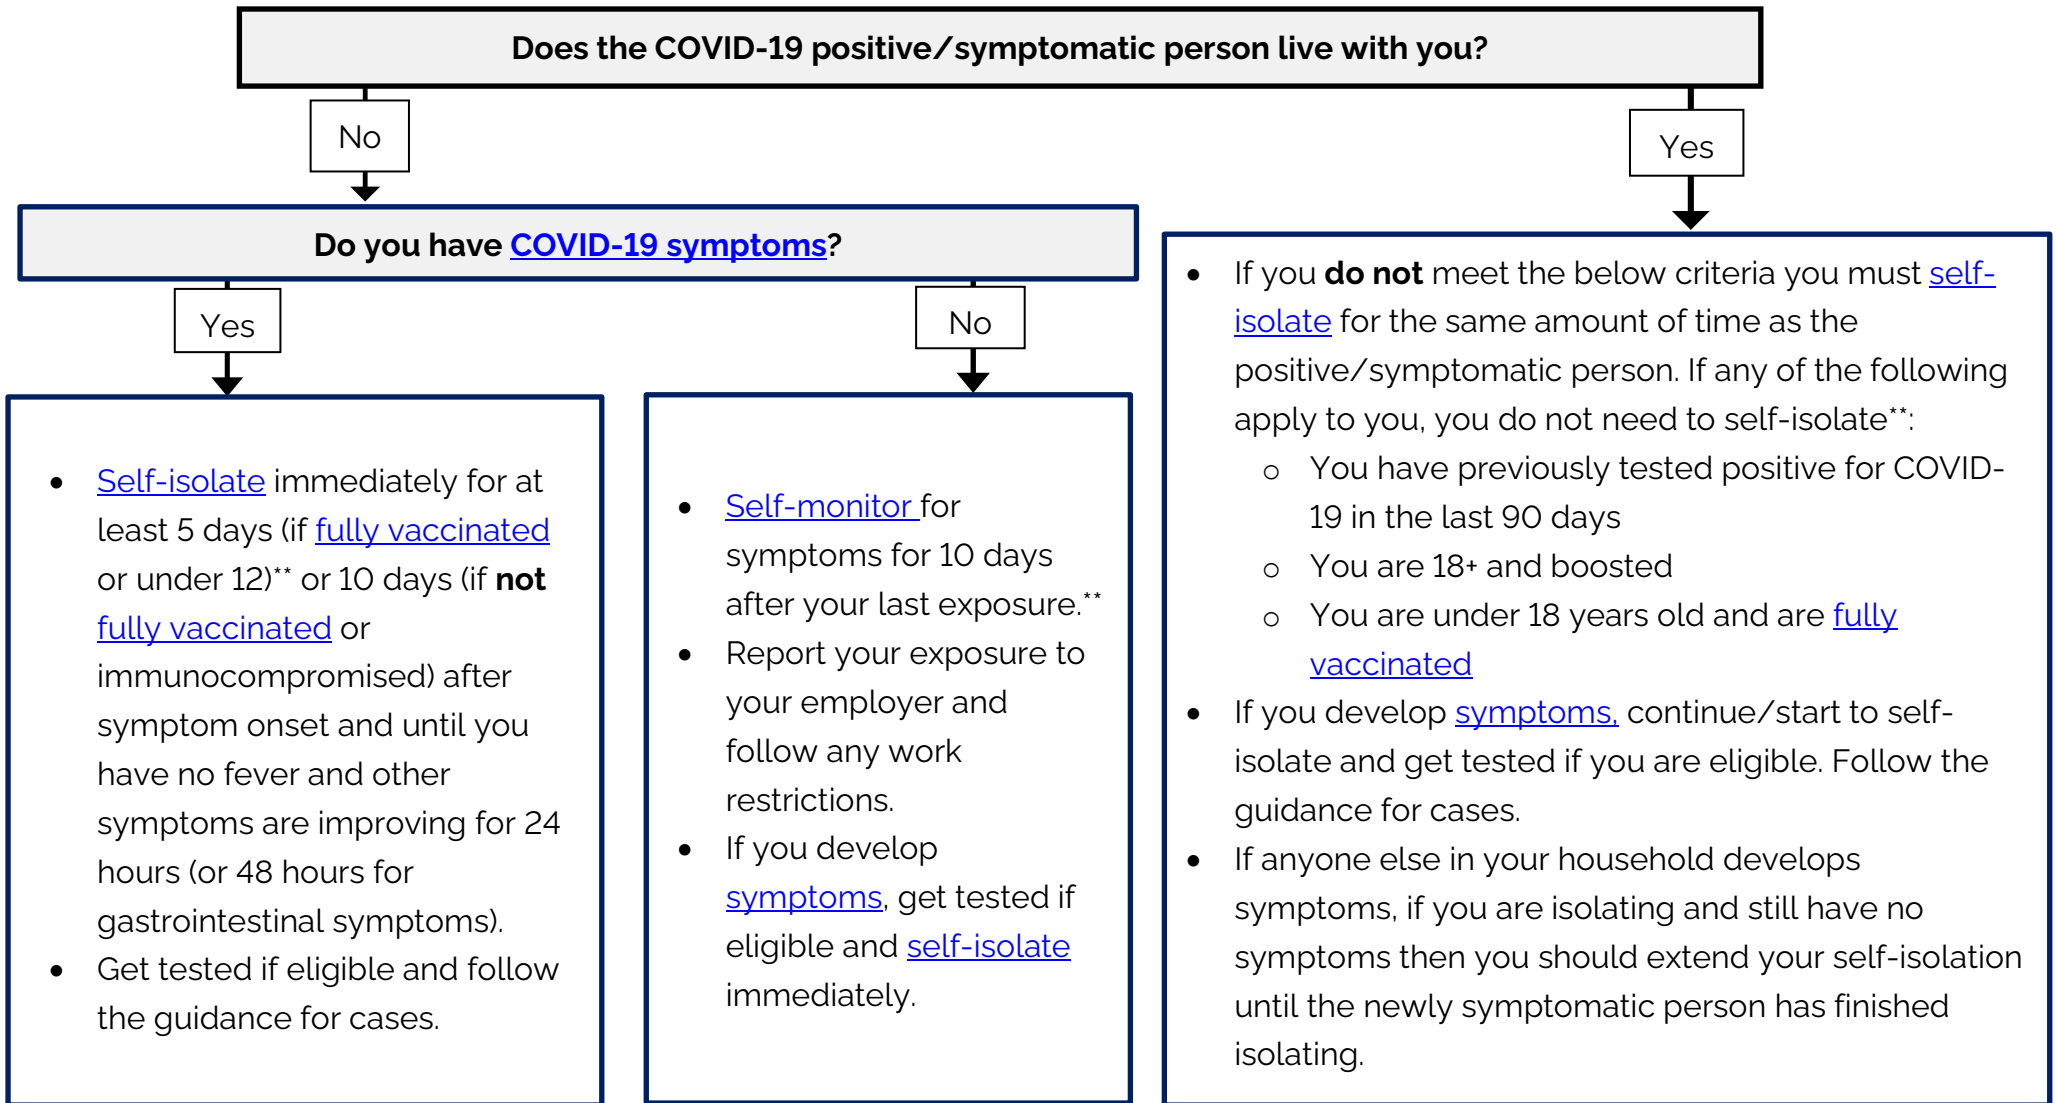 Does the COVID-19 positive/symptomatic person live with you?
No
Yes
Do you have COVID-19 symptoms?
Yes
No
• Self-isolate immediately for at
least 5 days (if fully vaccinated
or under 12)** or 10 days (if not
fully vaccinated or
immunocompromised) after
symptom onset and until you
have no fever and other
symptoms are improving for 24
hours (or 48 hours for
gastrointestinal symptoms).
• Get tested if eligible and follow
the guidance for cases.
• Self-monitor for
symptoms for 10 days
after your last exposure.**
• Report your exposure to
your employer and
follow any work
restrictions.
• If you develop
symptoms, get tested if
eligible and self-isolate
immediately.
• If you do not meet the below criteria you must self-
isolate for the same amount of time as the
positive/symptomatic person. If any of the following
apply to you, you do not need to self-isolate**:
o You have previously tested positive for COVID-
19 in the last 90 days
o You are 18+ and boosted
o You are under 18 years old and are fully
vaccinated
• If you develop symptoms, continue/start to self-
isolate and get tested if you are eligible. Follow the
guidance for cases.
• If anyone else in your household develops
symptoms, if you are isolating and still have no
symptoms then you should extend your self-isolation
until the newly symptomatic person has finished
isolating.